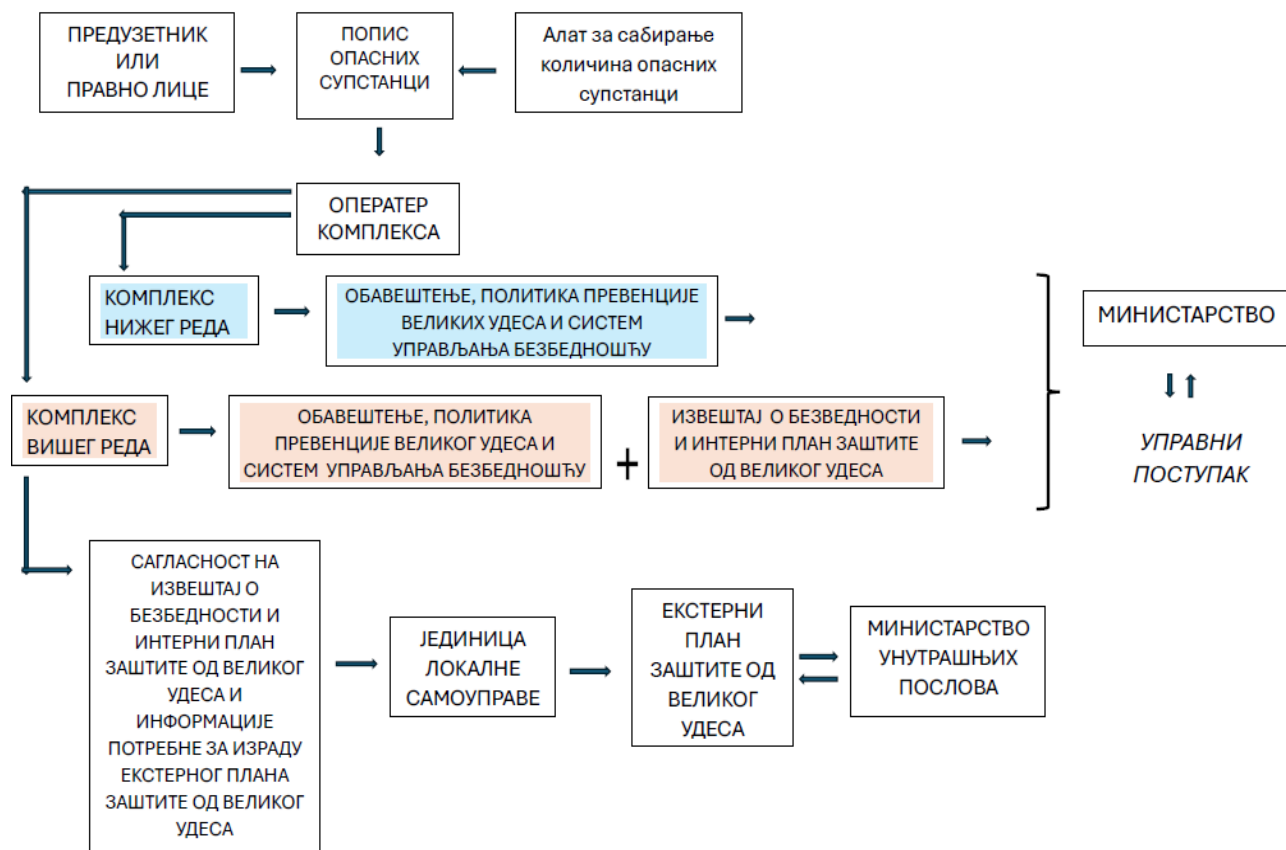 ПРЕДУЗЕТНИК
ИЛИ
ПРАВНО ЛИЦЕ
ПОПИС
ОПАСНИХ
СУПСТАНЦИ
Алат за сабирање
количина опасних
супстанци
ОПЕРАТЕР
КОМПЛЕКСА
КОМПЛЕКС
НИЖЕГ РЕДА
ОБАВЕШТЕЊЕ, ПОЛИТИКА ПРЕВЕНЦИЈЕ
ВЕЛИКИХ УДЕСА И СИСТЕМ
УПРАВЉАЊА БЕЗБЕДНОШЋУ
МИНИСТАРСТВО
КОМПЛЕКС
ВИШЕГ РЕДА
ОБАВЕШТЕЊЕ, ПОЛИТИКА
ПРЕВЕНЦИЈЕ ВЕЛИКОГ УДЕСА И
СИСТЕМ УПРАВЉАЊА БЕЗБЕДНОШЋУ
+
ИЗВЕШТАЈ О БЕЗВЕДНОСТИ
И ИНТЕРНИ ПЛАН ЗАШТИТЕ
ОД ВЕЛИКОГ УДЕСА
УПРАВНИ
ПОСТУПАК
САГЛАСНОСТ НА
ИЗВЕШТАЈ О
БЕЗБЕДНОСТИ И
ИНТЕРНИ ПЛАН
ЗАШТИТЕ ОД ВЕЛИКОГ
УДЕСА И
ИНФОРМАЦИЈЕ
ПОТРЕБНЕ ЗА ИЗРАДУ
ЕКСТЕРНОГ ПЛАНА
ЗАШТИТЕ ОД ВЕЛИКОГ
УДЕСА
ЈЕДИНИЦА
ЛОКАЛНЕ
САМОУПРАВЕ
ЕКСТЕРНИ
ПЛАН
ЗАШТИТЕ ОД
ВЕЛИКОГ
УДЕСА
МИНИСТАРСТВО
УНУТРАШЊИХ
ПОСЛОВА